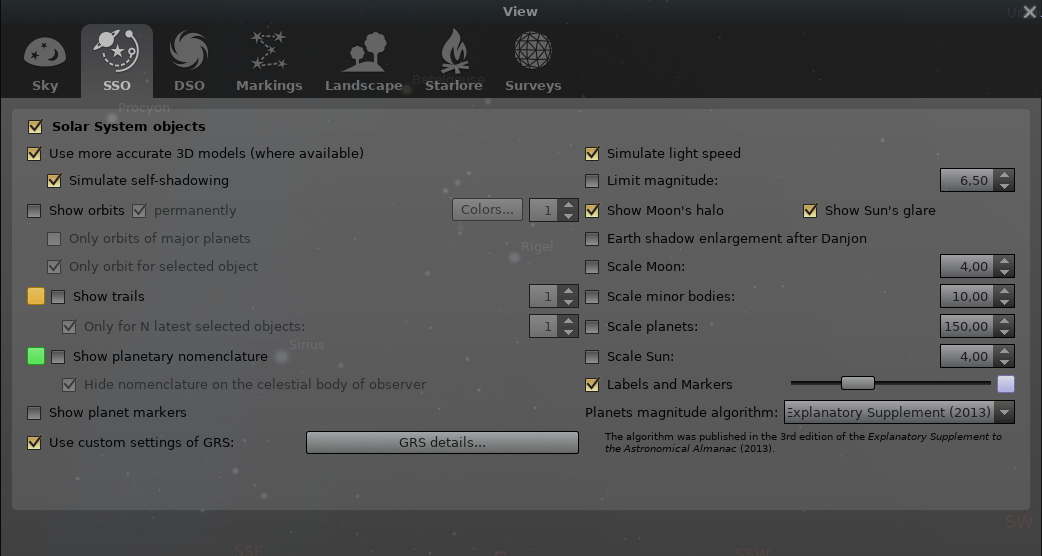 View
Sky
SSO
DSO
Markings
Landscape
Starlore
Surveys
Betelgeuse
Procyon
Solar System objects
Use more accurate 3D models (where available)
Simulate light speed
Simulate self-shadowing
Limit magnitude: 6,50
Show orbits permanently Colors... 1
Show Moon's halo Show Sun's glare
Only orbits of major planets
Earth shadow enlargement after Danjon
Rigel
Only orbit for selected object
Scale Moon: 4,00
Show trails 1
Scale minor bodies: 10,00
Only for N latest selected objects: 1
Scale planets: 150,00
Sirius
Show planetary nomenclature
Scale Sun: 4,00
Hide nomenclature on the celestial body of observer
Labels and Markers
Show planet markers
Planets magnitude algorithm: Explanatory Supplement (2013)
Use custom settings of GRS: GRS details...
The algorithm was published in the 3rd edition of the Explanatory Supplement to
the Astronomical Almanac (2013).
SW
SSE
SSW